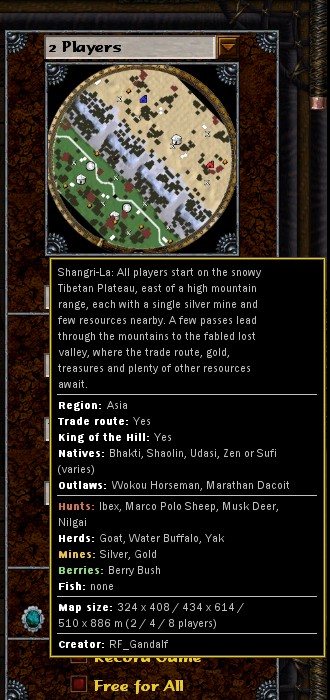 2 Players
Shangri-La: All players start on the snowy
Tibetan Plateau, east of a high mountain
range, each with a single silver mine and
few resources nearby. A few passes lead
through the mountains to the fabled lost
valley, where the trade route, gold,
treasures and plenty of other resources
await.
Region: Asia
Trade route: Yes
King of the Hill: Yes
Natives: Bhakti, Shaolin, Udasi, Zen or Sufi
(varies)
Outlaws: Wokou Horseman, Marathan Dacoit
Hunts: Ibex, Marco Polo Sheep, Musk Deer,
Nilgai
Herds: Goat, Water Buffalo, Yak
Mines: Silver, Gold
Berries: Berry Bush
Fish: none
Map size: 324 x 408 / 434 x 614 /
510 x 886 m (2 / 4 / 8 players)
Creator: RF_Gandalf
Record Game
Free for All